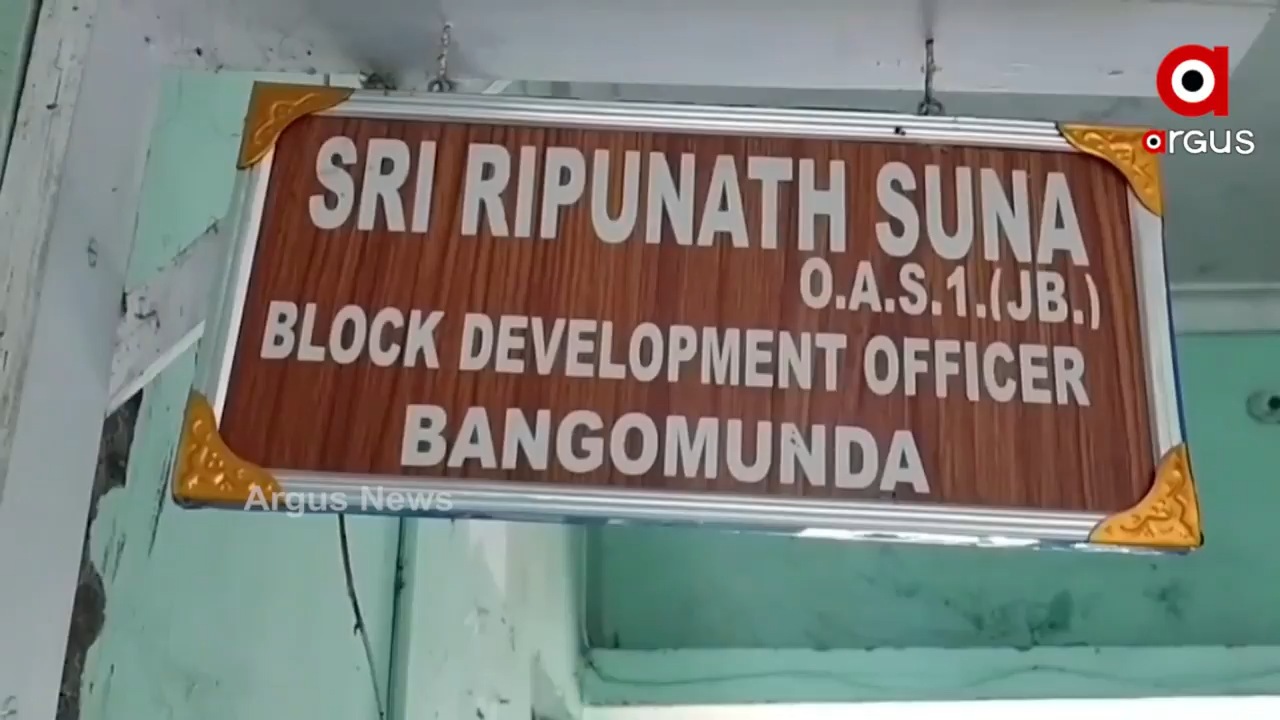 argus
SRI RIPUNATH SUNA
O.A.S.1.(JB.)
BLOCK DEVELOPMENT OFFICER
BANGOMUNDA
Argus News